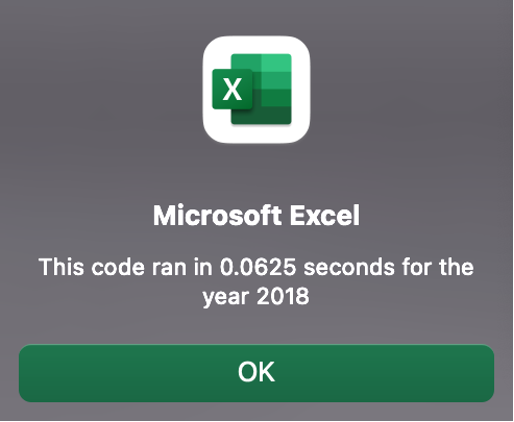 X
Microsoft Excel
This code ran in 0.0625 seconds for the
year 2018
OK